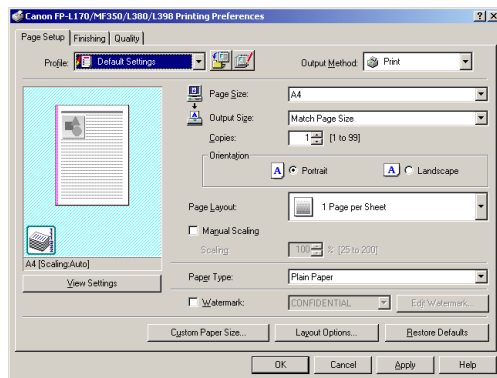 Canon FP-L170/MF350/L380/L398 Printing Preferences
Page Setup Finishing Quality
Profile: Default Settings Output Method: Print
Page Size: A4
Output Size: Match Page Size
Copies: 1 [1 to 99]
Orientation
A Portrait A Landscape
Page Layout: 1 Page per Sheet
Manual Scaling
Scaling: 100 % [25 to 200]
A4 [Scaling:Auto]
View Settings
Paper Type: Plain Paper
Watermark: CONFIDENTIAL Edit Watermark...
Custom Paper Size... Layout Options... Restore Defaults
OK Cancel Apply Help